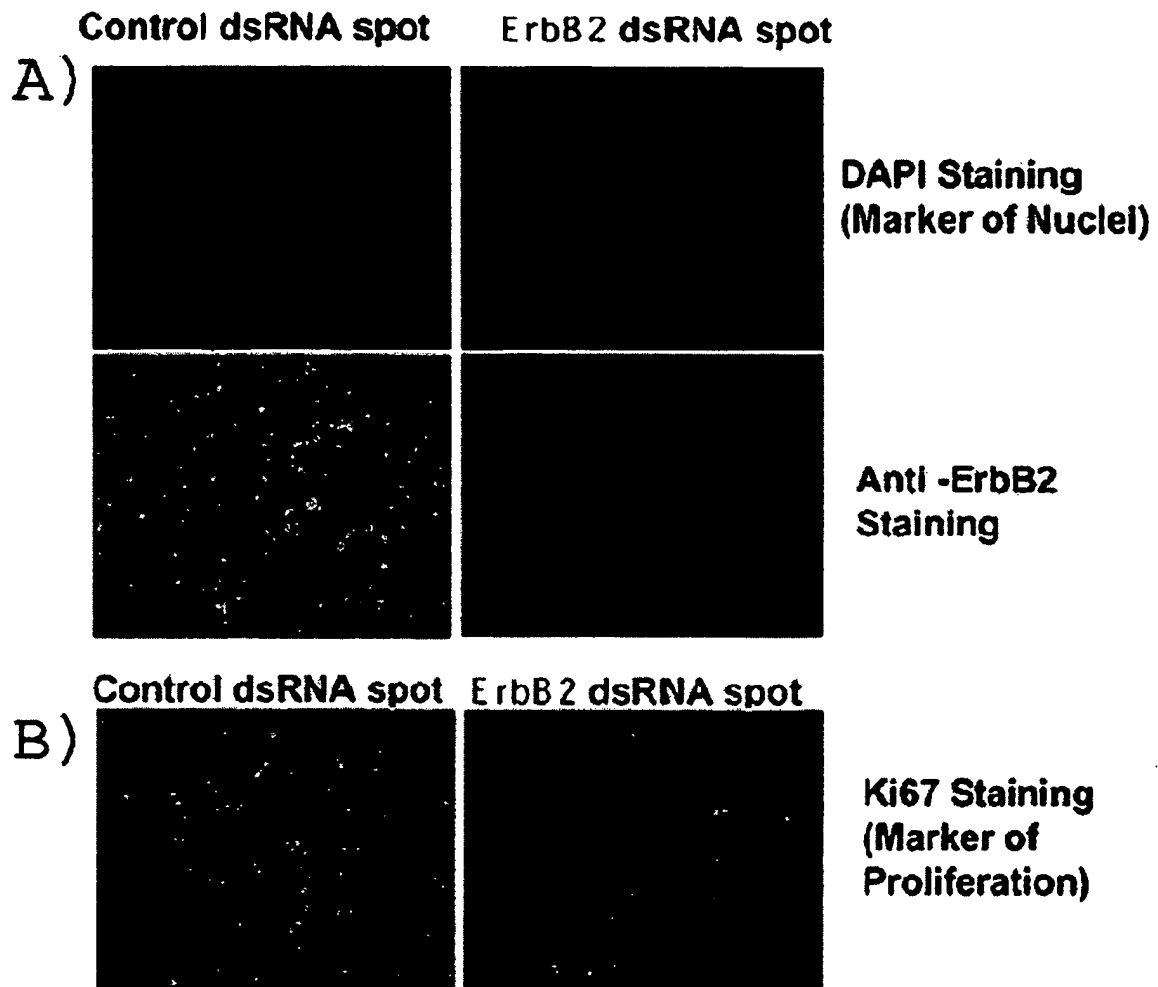 Control dsRNA spot
ErbB2 dsRNA spot
A)
DAPI Staining
(Marker of Nuclei)
Anti -ErbB2
Staining
Control dsRNA spot
ErbB2 dsRNA spot
B)
Ki67 Staining
(Marker of
Proliferation)